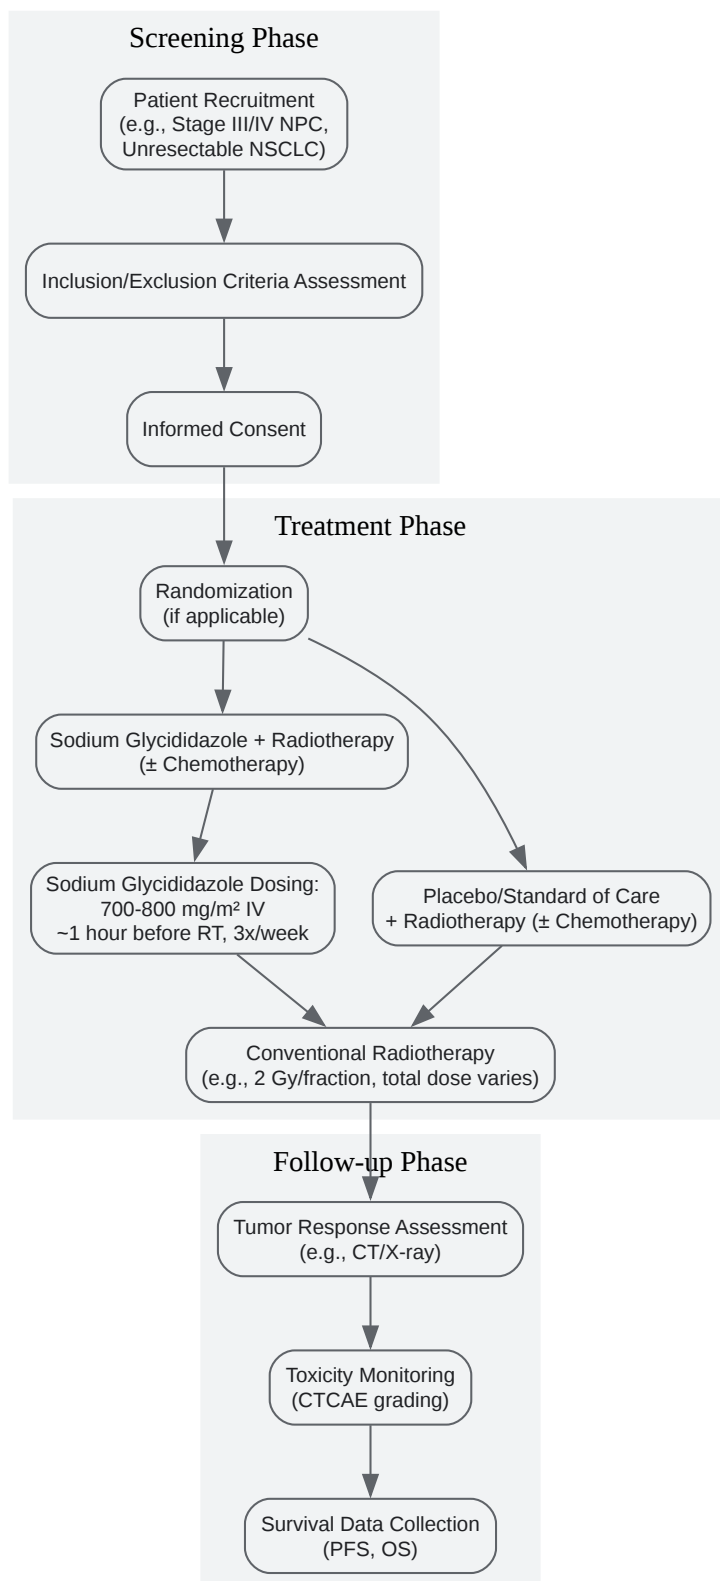 Screening Phase
Patient Recruitment
(e.g., Stage III/IV NPC,
Unresectable NSCLC)
Inclusion/Exclusion Criteria Assessment
Informed Consent
Treatment Phase
Randomization
(if applicable)
Sodium Glycididazole + Radiotherapy
(± Chemotherapy)
Sodium Glycididazole Dosing:
700-800 mg/m² IV
~1 hour before RT, 3x/week
Placebo/Standard of Care
+ Radiotherapy (± Chemotherapy)
Conventional Radiotherapy
(e.g., 2 Gy/fraction, total dose varies)
Follow-up Phase
Tumor Response Assessment
(e.g., CT/X-ray)
Toxicity Monitoring
(CTCAE grading)
Survival Data Collection
(PFS, OS)